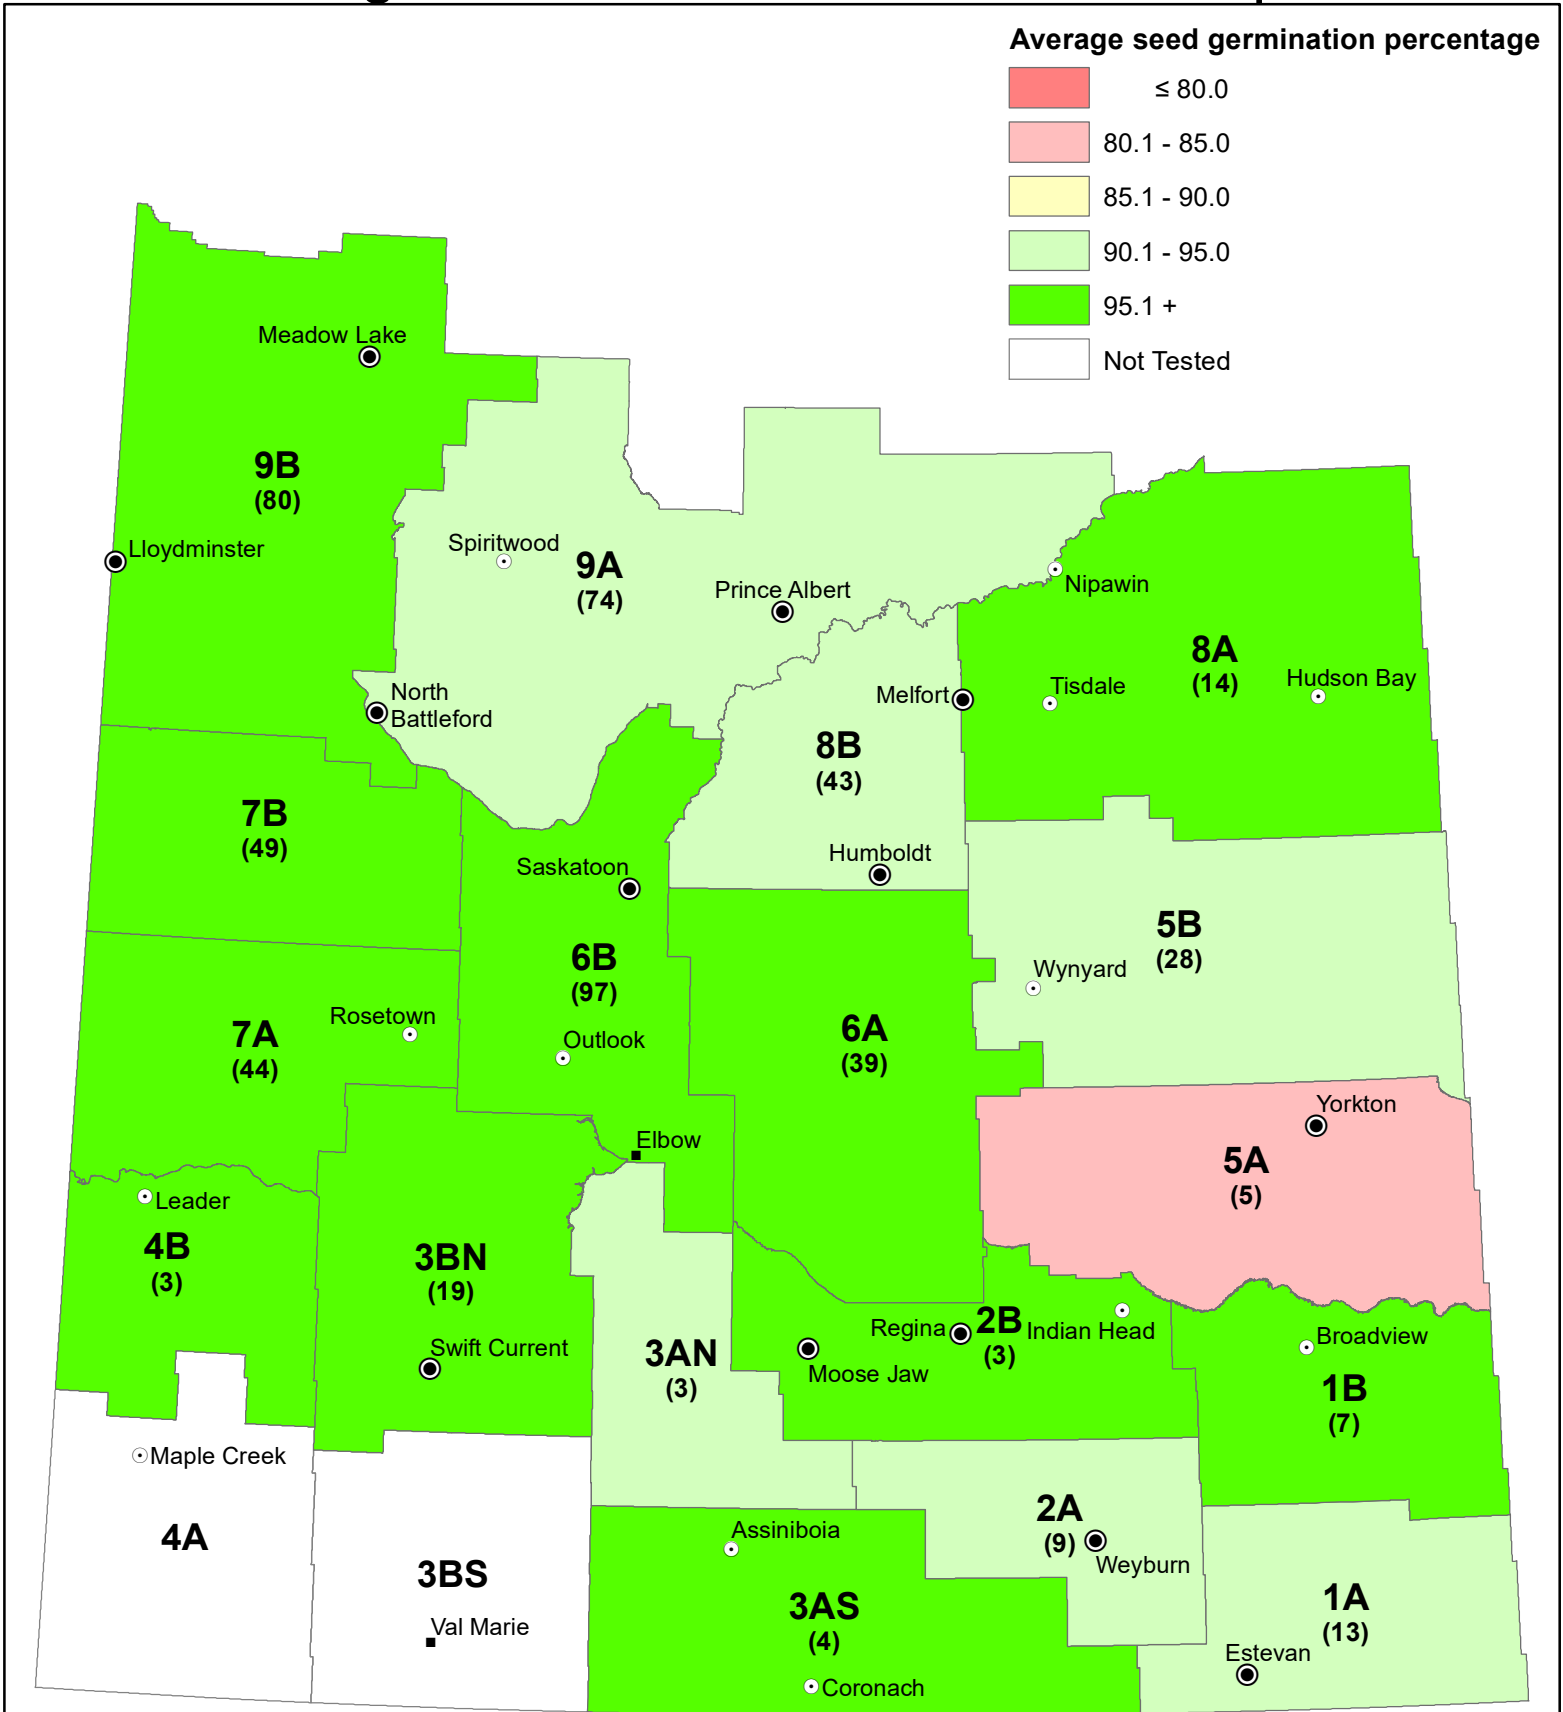 Average seed germination percentage
≤ 80.0
80.1 - 85.0
85.1 - 90.0
90.1 - 95.0
95.1 +
Not Tested
Meadow Lake
9B
(80)
Lloydminster
Spiritwood
9A
(74)
Prince Albert
Nipawin
8A
(14)
Hudson Bay
Tisdale
Melfort
North
Battleford
8B
(43)
Humboldt
7B
(49)
Saskatoon
6B
(97)
Outlook
5B
(28)
Wynyard
Rosetown
7A
(44)
6A
(39)
Yorkton
5A
(5)
Elbow
Leader
4B
(3)
3BN
(19)
Swift Current
3AN
(3)
Regina
2B
(3)
Indian Head
Moose Jaw
Broadview
1B
(7)
Maple Creek
4A
3BS
Val Marie
Assiniboia
3AS
(4)
Coronach
2A
(9)
Weyburn
1A
(13)
Estevan